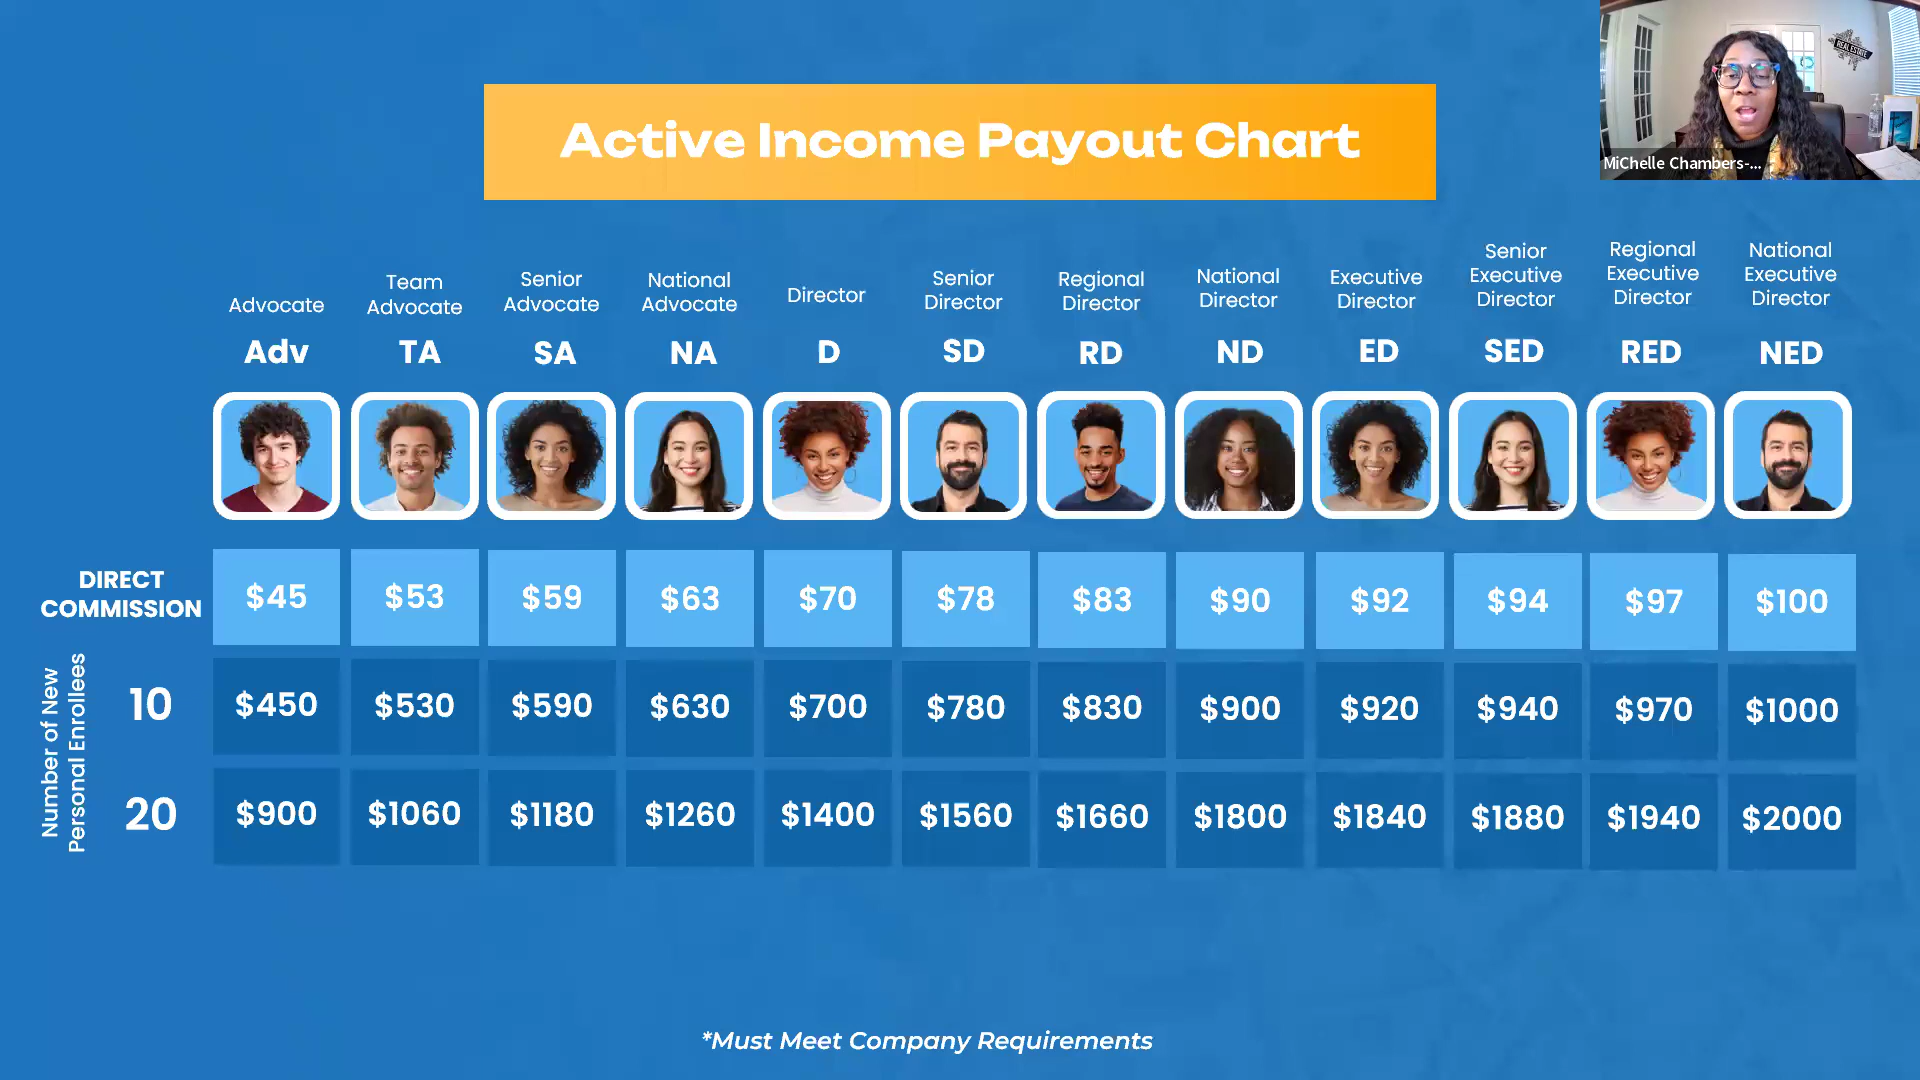 REAL ESTATE
MiChelle Chambers-...
Active Income Payout Chart
Advocate
Team
Advocate
Senior
Advocate
National
Advocate
Director
Senior
Director
Regional
Director
National
Director
Executive
Director
Senior
Executive
Director
Regional
Executive
Director
National
Executive
Director
Adv TA SA NA D SD RD ND ED SED RED NED
DIRECT
COMMISSION
$45 $53 $59 $63 $70 $78 $83 $90 $92 $94 $97 $100
Number of New
Personal Enrollees
10 $450 $530 $590 $630 $700 $780 $830 $900 $920 $940 $970 $1000
20 $900 $1060 $1180 $1260 $1400 $1560 $1660 $1800 $1840 $1880 $1940 $2000
*Must Meet Company Requirements